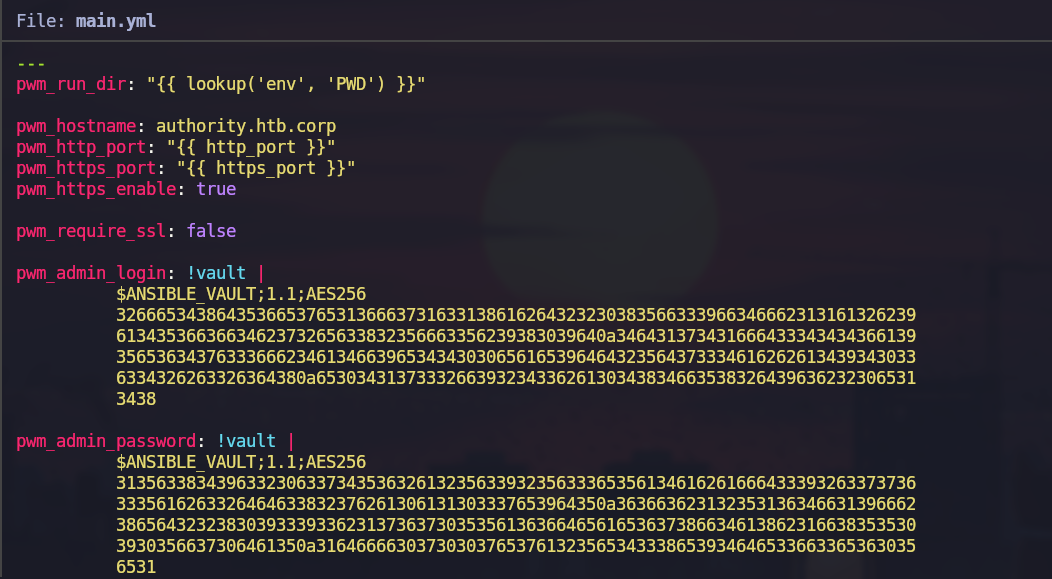 File: main.yml
---
pwm_run_dir: "{{ lookup('env', 'PWD') }}"
pwm_hostname: authority.htb.corp
pwm_http_port: "{{ http_port }}"
pwm_https_port: "{{ https_port }}"
pwm_https_enable: true
pwm_require_ssl: false
pwm_admin_login: !vault |
$ANSIBLE_VAULT;1.1;AES256
32666534386435366537653136663731633138616264323230383566333966346662313161326239
6134353663663462373265633832356663356239383039640a346431373431666433343434366139
35653634376333666234613466396534343030656165396464323564373334616262613439343033
6334326263326364380a653034313733326639323433626130343834663538326439636232306531
3438
pwm_admin_password: !vault |
$ANSIBLE_VAULT;1.1;AES256
31356338343963323063373435363261323563393235633365356134616261666433393263373736
3335616263326464633832376261306131303337653964350a363663623132353136346631396662
38656432323830393339336231373637303535613636646561653637386634613862316638353530
3930356637306461350a316466663037303037653761323565343338653934646533663365363035
6531